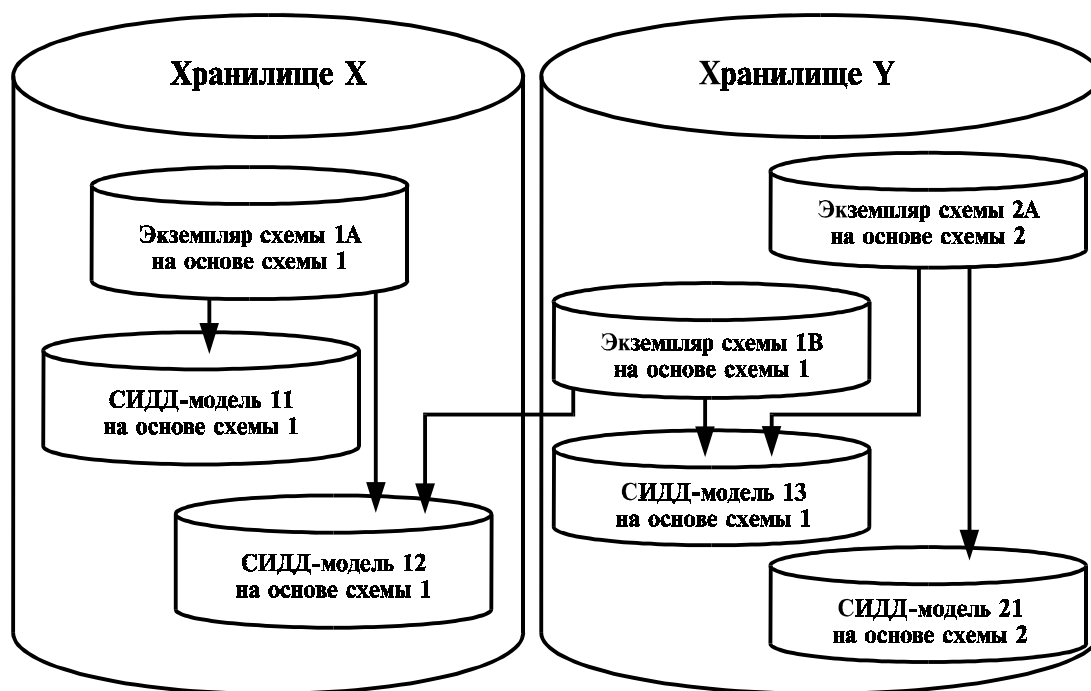 Хранилище X
Хранилище Y
Экземпляр схемы 1A
на основе схемы 1
Экземпляр схемы 2A
на основе схемы 2
Экземпляр схемы 1B
на основе схемы 1
СИДД-модель 11
на основе схемы 1
СИДД-модель 13
на основе схемы 1
СИДД-модель 12
на основе схемы 1
СИДД-модель 21
на основе схемы 2